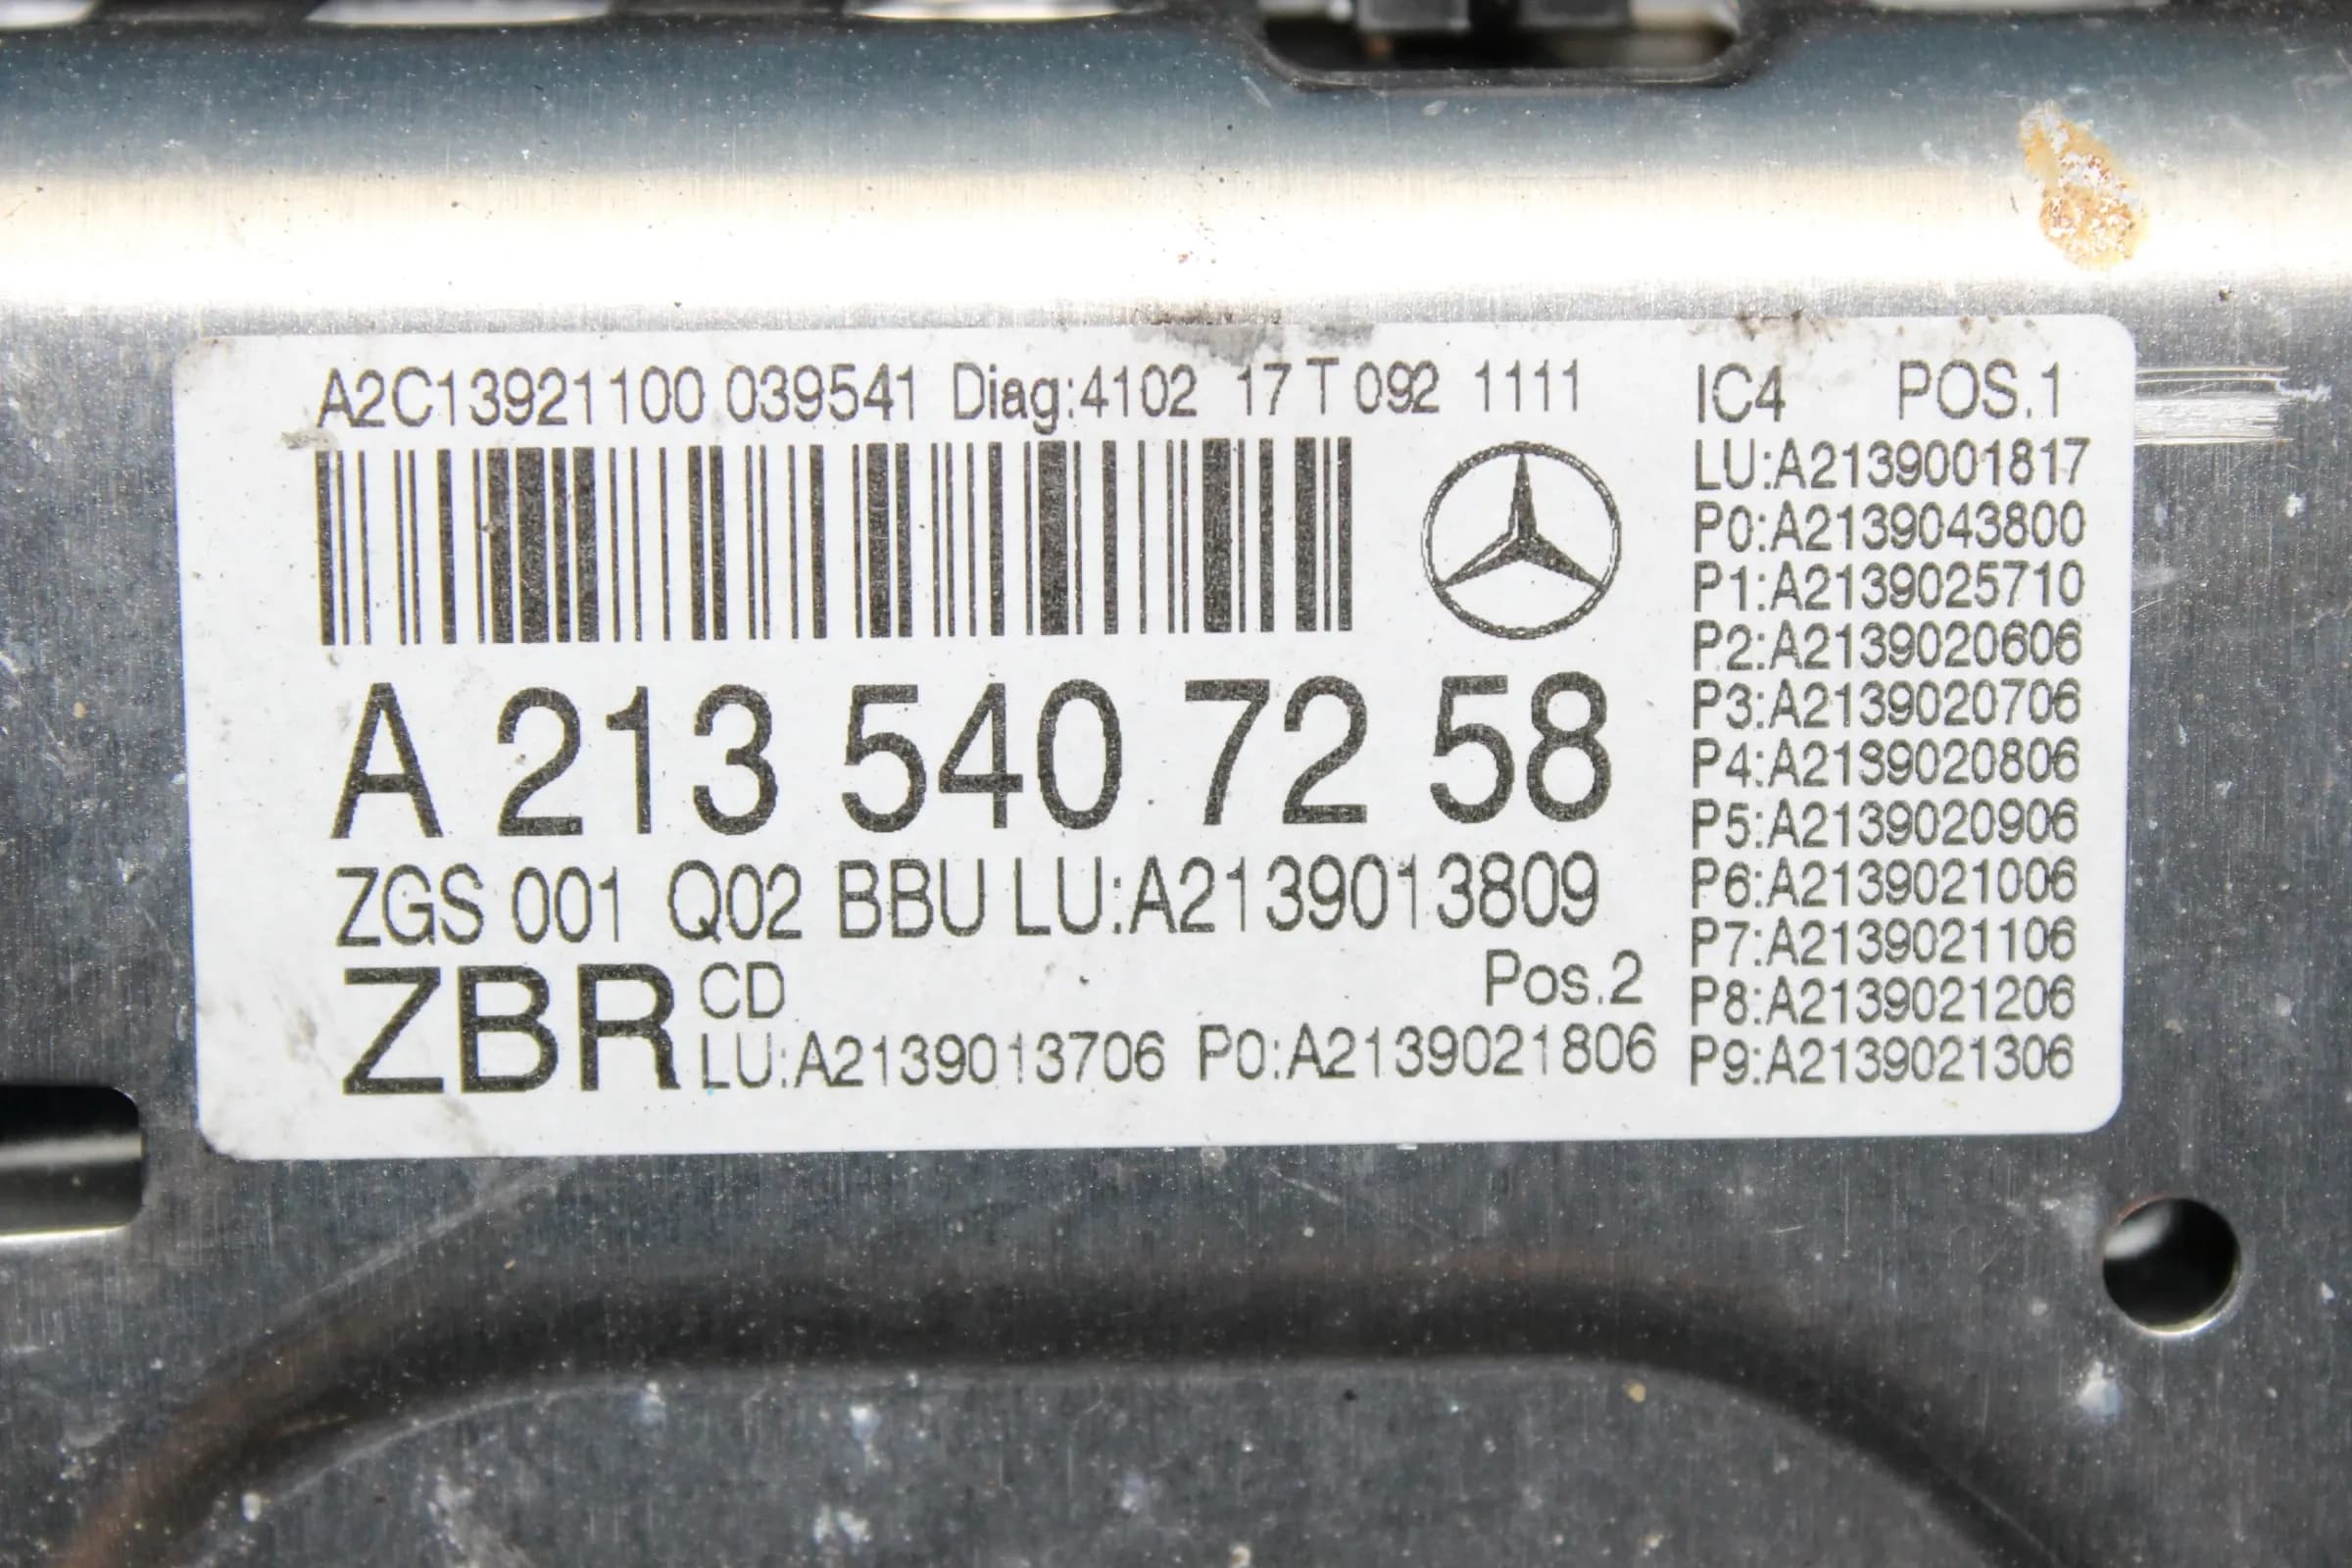 A2C13921100 039541 Diag:4102 17 T 092 1111
A 213 540 72 58
ZGS 001 Q02 BBU LU:A2139013809
ZBR CD Pos.2
LU:A2139013706 P0:A2139021806
IC4 POS.1
LU:A2139001817
P0:A2139043800
P1:A2139025710
P2:A2139020606
P3:A2139020706
P4:A2139020806
P5:A2139020906
P6:A2139021006
P7:A2139021106
P8:A2139021206
P9:A2139021306